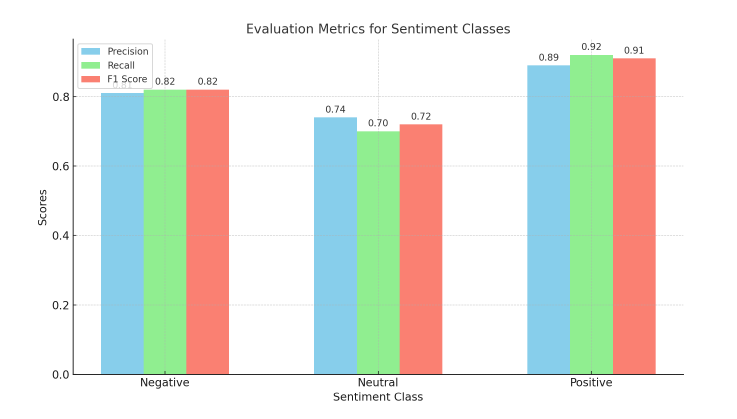 Evaluation Metrics for Sentiment Classes
Precision
Recall
F1 Score
0.81
0.82
0.82
0.74
0.70
0.72
0.89
0.92
0.91
0.8
0.6
0.4
0.2
0.0
Scores
Negative
Neutral
Positive
Sentiment Class